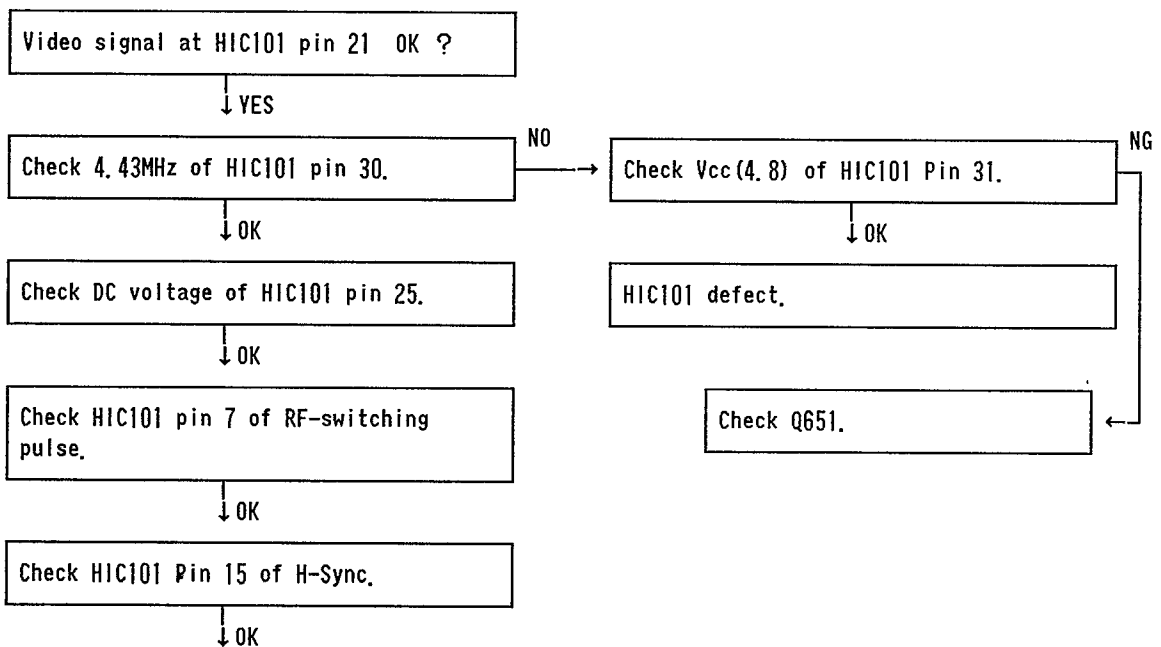 Video signal at HIC101 pin 21 OK ?
↓ YES
Check 4.43MHz of HIC101 pin 30.
NO
→
Check Vcc(4.8) of HIC101 Pin 31.
NG
↓ OK
↓ OK
Check DC voltage of HIC101 pin 25.
HIC101 defect.
↓ OK
Check HIC101 pin 7 of RF-switching
pulse.
Check Q651.
←
↓ OK
Check HIC101 Pin 15 of H-Sync.
↓ OK